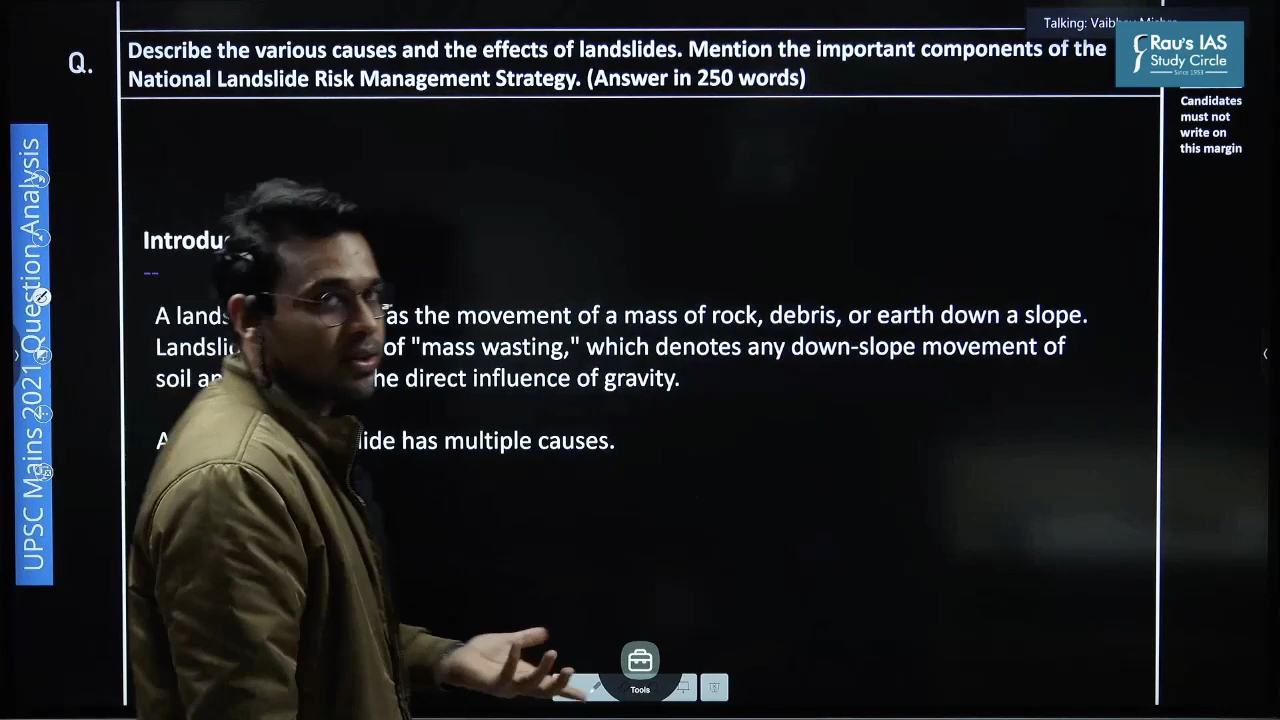 Talking: Vaibhav Mishra
Rau's IAS
Study Circle
Since 1953
Q.
Describe the various causes and the effects of landslides. Mention the important components of the
National Landslide Risk Management Strategy. (Answer in 250 words)
Candidates
must not
write on
this margin
UPSC Mains 2021 Question Analysis
Introdu
--
A lands as the movement of a mass of rock, debris, or earth down a slope.
Landsli of "mass wasting," which denotes any down-slope movement of
soil an he direct influence of gravity.
A lide has multiple causes.
Tools